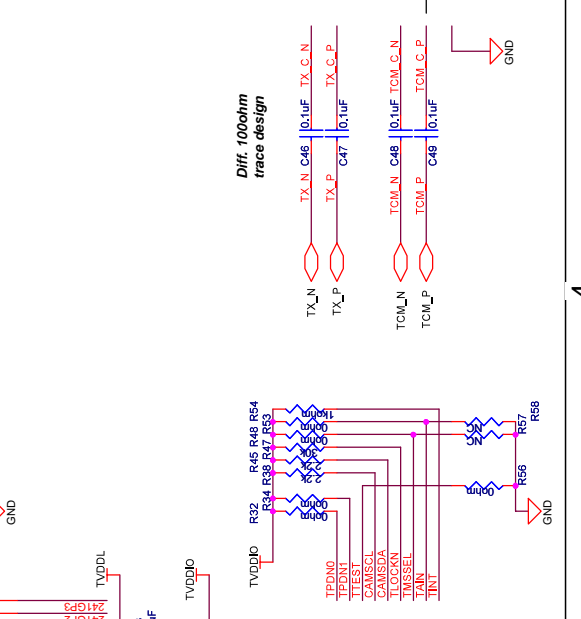 Diff. 100ohm
trace design
TX_C_N
TX_C_P
TCM_C_N
TCM_C_P
GND
0.1uF
0.1uF
0.1uF
0.1uF
C46
C47
C48
C49
TX_N
TX_P
TCM_N
TCM_P
TX_N
TX_P
TCM_N
TCM_P
4
R54
R53
R48
R47
R45
R38
R34
R32
1kohm
0ohm
0ohm
30k
2.2k
2.2k
0ohm
0ohm
NC
NC
0ohm
R58
R57
R56
GND
GND
TVDDIO
TPDN0
TPDN1
TTEST
CAMSCL
CAMSDA
TLOCKN
TMSSEL
TAIN
TINT
TVDDL
TVDDIO
241GP3
uF